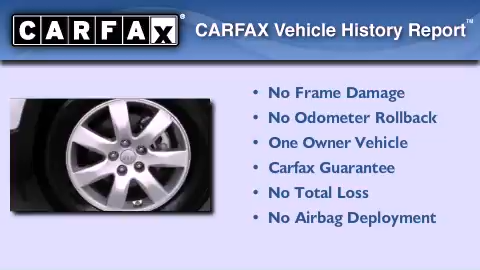 CARFAX® CARFAX Vehicle History Report™
• No Frame Damage
• No Odometer Rollback
• One Owner Vehicle
• Carfax Guarantee
• No Total Loss
• No Airbag Deployment